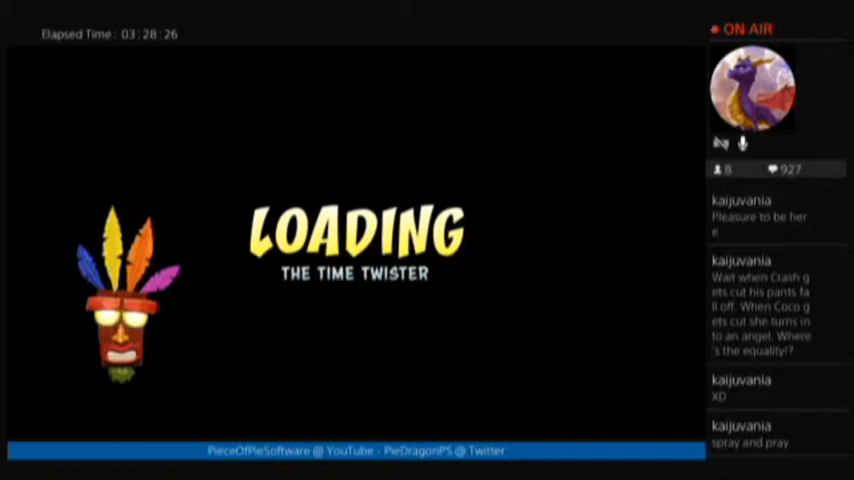 Elapsed Time : 03:28:26
ON AIR
8 927
LOADING
THE TIME TWISTER
kaijuvania
Pleasure to be her
e
kaijuvania
Wait when Crash g
ets cut his pants fa
ll off. When Coco g
ets cut she turns in
to an angel. Where
's the equality!?
kaijuvania
XD
kaijuvania
spray and pray
PieceOfPieSoftware @ YouTube - PieDragonPS @ Twitter